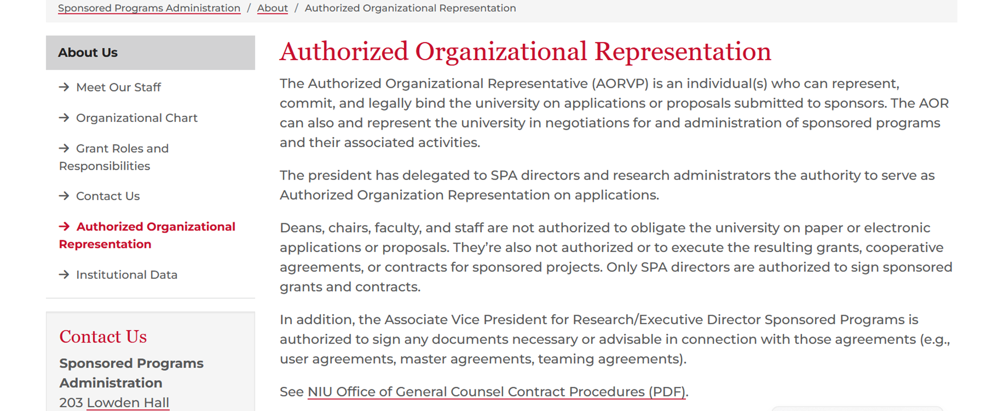 Sponsored Programs Administration / About / Authorized Organizational Representation
About Us
→ Meet Our Staff
→ Organizational Chart
→ Grant Roles and
Responsibilities
→ Contact Us
→ Authorized Organizational
Representation
→ Institutional Data
Contact Us
Sponsored Programs
Administration
203 Lowden Hall
Authorized Organizational Representation
The Authorized Organizational Representative (AORVP) is an individual(s) who can represent,
commit, and legally bind the university on applications or proposals submitted to sponsors. The AOR
can also and represent the university in negotiations for and administration of sponsored programs
and their associated activities.
The president has delegated to SPA directors and research administrators the authority to serve as
Authorized Organization Representation on applications.
Deans, chairs, faculty, and staff are not authorized to obligate the university on paper or electronic
applications or proposals. They’re also not authorized or to execute the resulting grants, cooperative
agreements, or contracts for sponsored projects. Only SPA directors are authorized to sign sponsored
grants and contracts.
In addition, the Associate Vice President for Research/Executive Director Sponsored Programs is
authorized to sign any documents necessary or advisable in connection with those agreements (e.g.,
user agreements, master agreements, teaming agreements).
See NIU Office of General Counsel Contract Procedures (PDF).